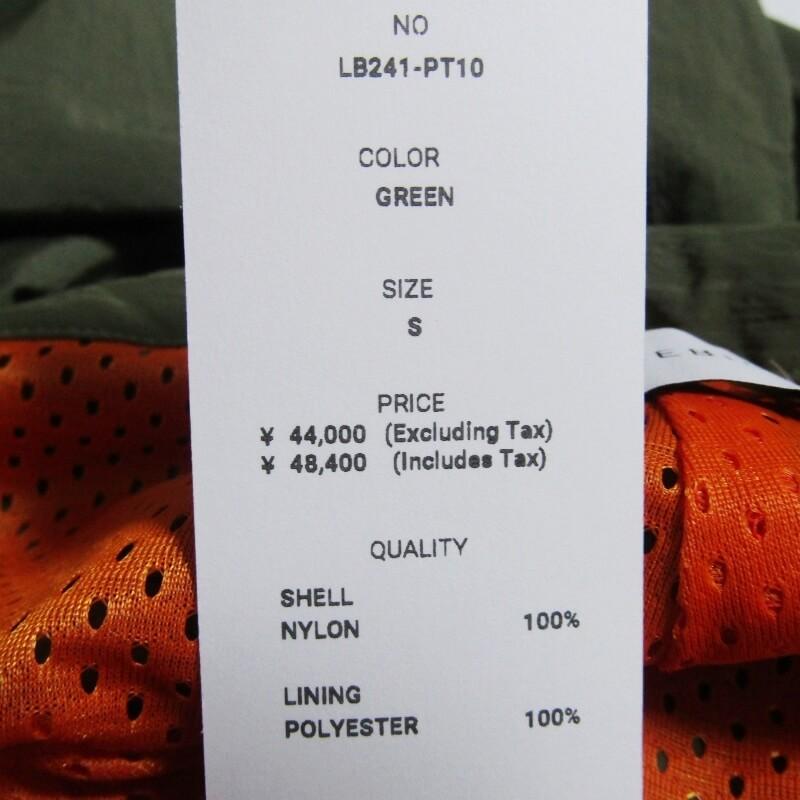 NO
LB241-PT10
COLOR
GREEN
SIZE
S
PRICE
¥ 44,000 (Excluding Tax)
¥ 48,400 (Includes Tax)
QUALITY
SHELL
NYLON 100%
LINING
POLYESTER 100%